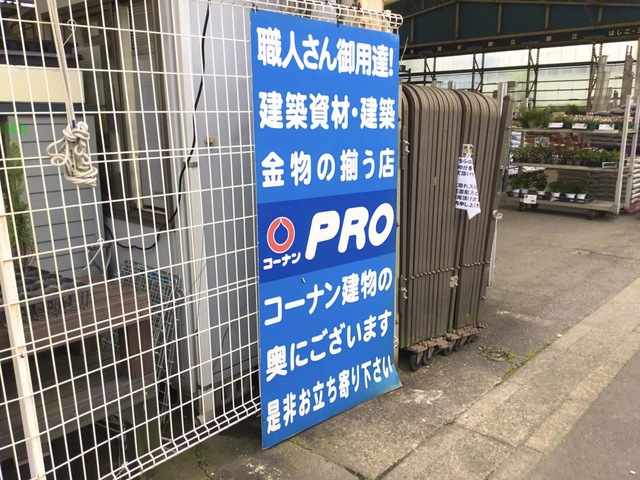 職人さん御用達!
建築資材・建築
金物の揃う店
コーナン PRO
コーナン建物の
奥にございます
是非お立ち寄り下さい